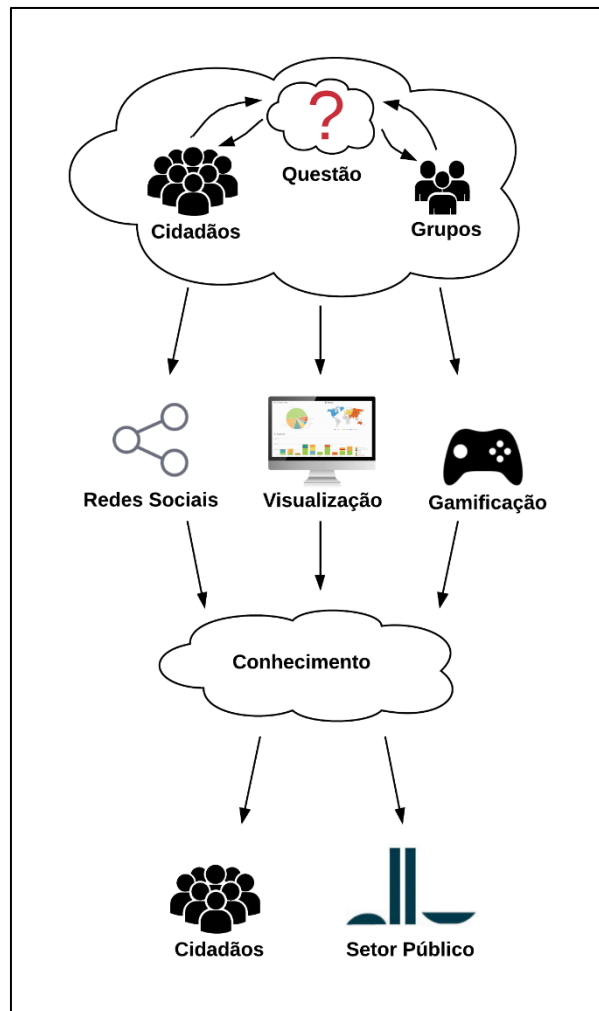 ?
Questão
Cidadãos
Grupos
Redes Sociais
Visualização
Gamificação
Conhecimento
Cidadãos
Setor Público